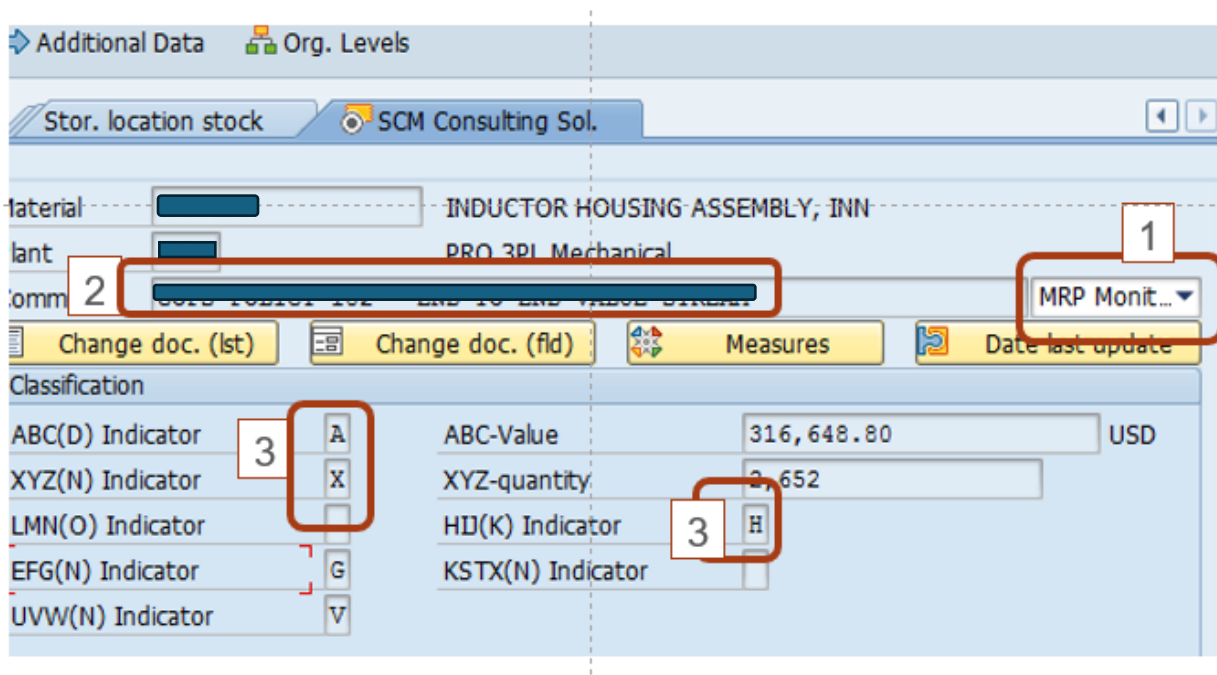 Additional Data Org. Levels
Stor. location stock SCM Consulting Sol.
Material INDUCTOR HOUSING ASSEMBLY, INN
lant PRO 3PL Mechanical
1
Comm 2 MRP Monit...
Change doc. (lst) Change doc. (fld) Measures Date last update
Classification
ABC(D) Indicator A ABC-Value 316,648.80 USD
3
XYZ(N) Indicator X XYZ-quantity 2,652
LMN(O) Indicator HIJ(K) Indicator 3 H
EFG(N) Indicator G KSTX(N) Indicator
UVW(N) Indicator V